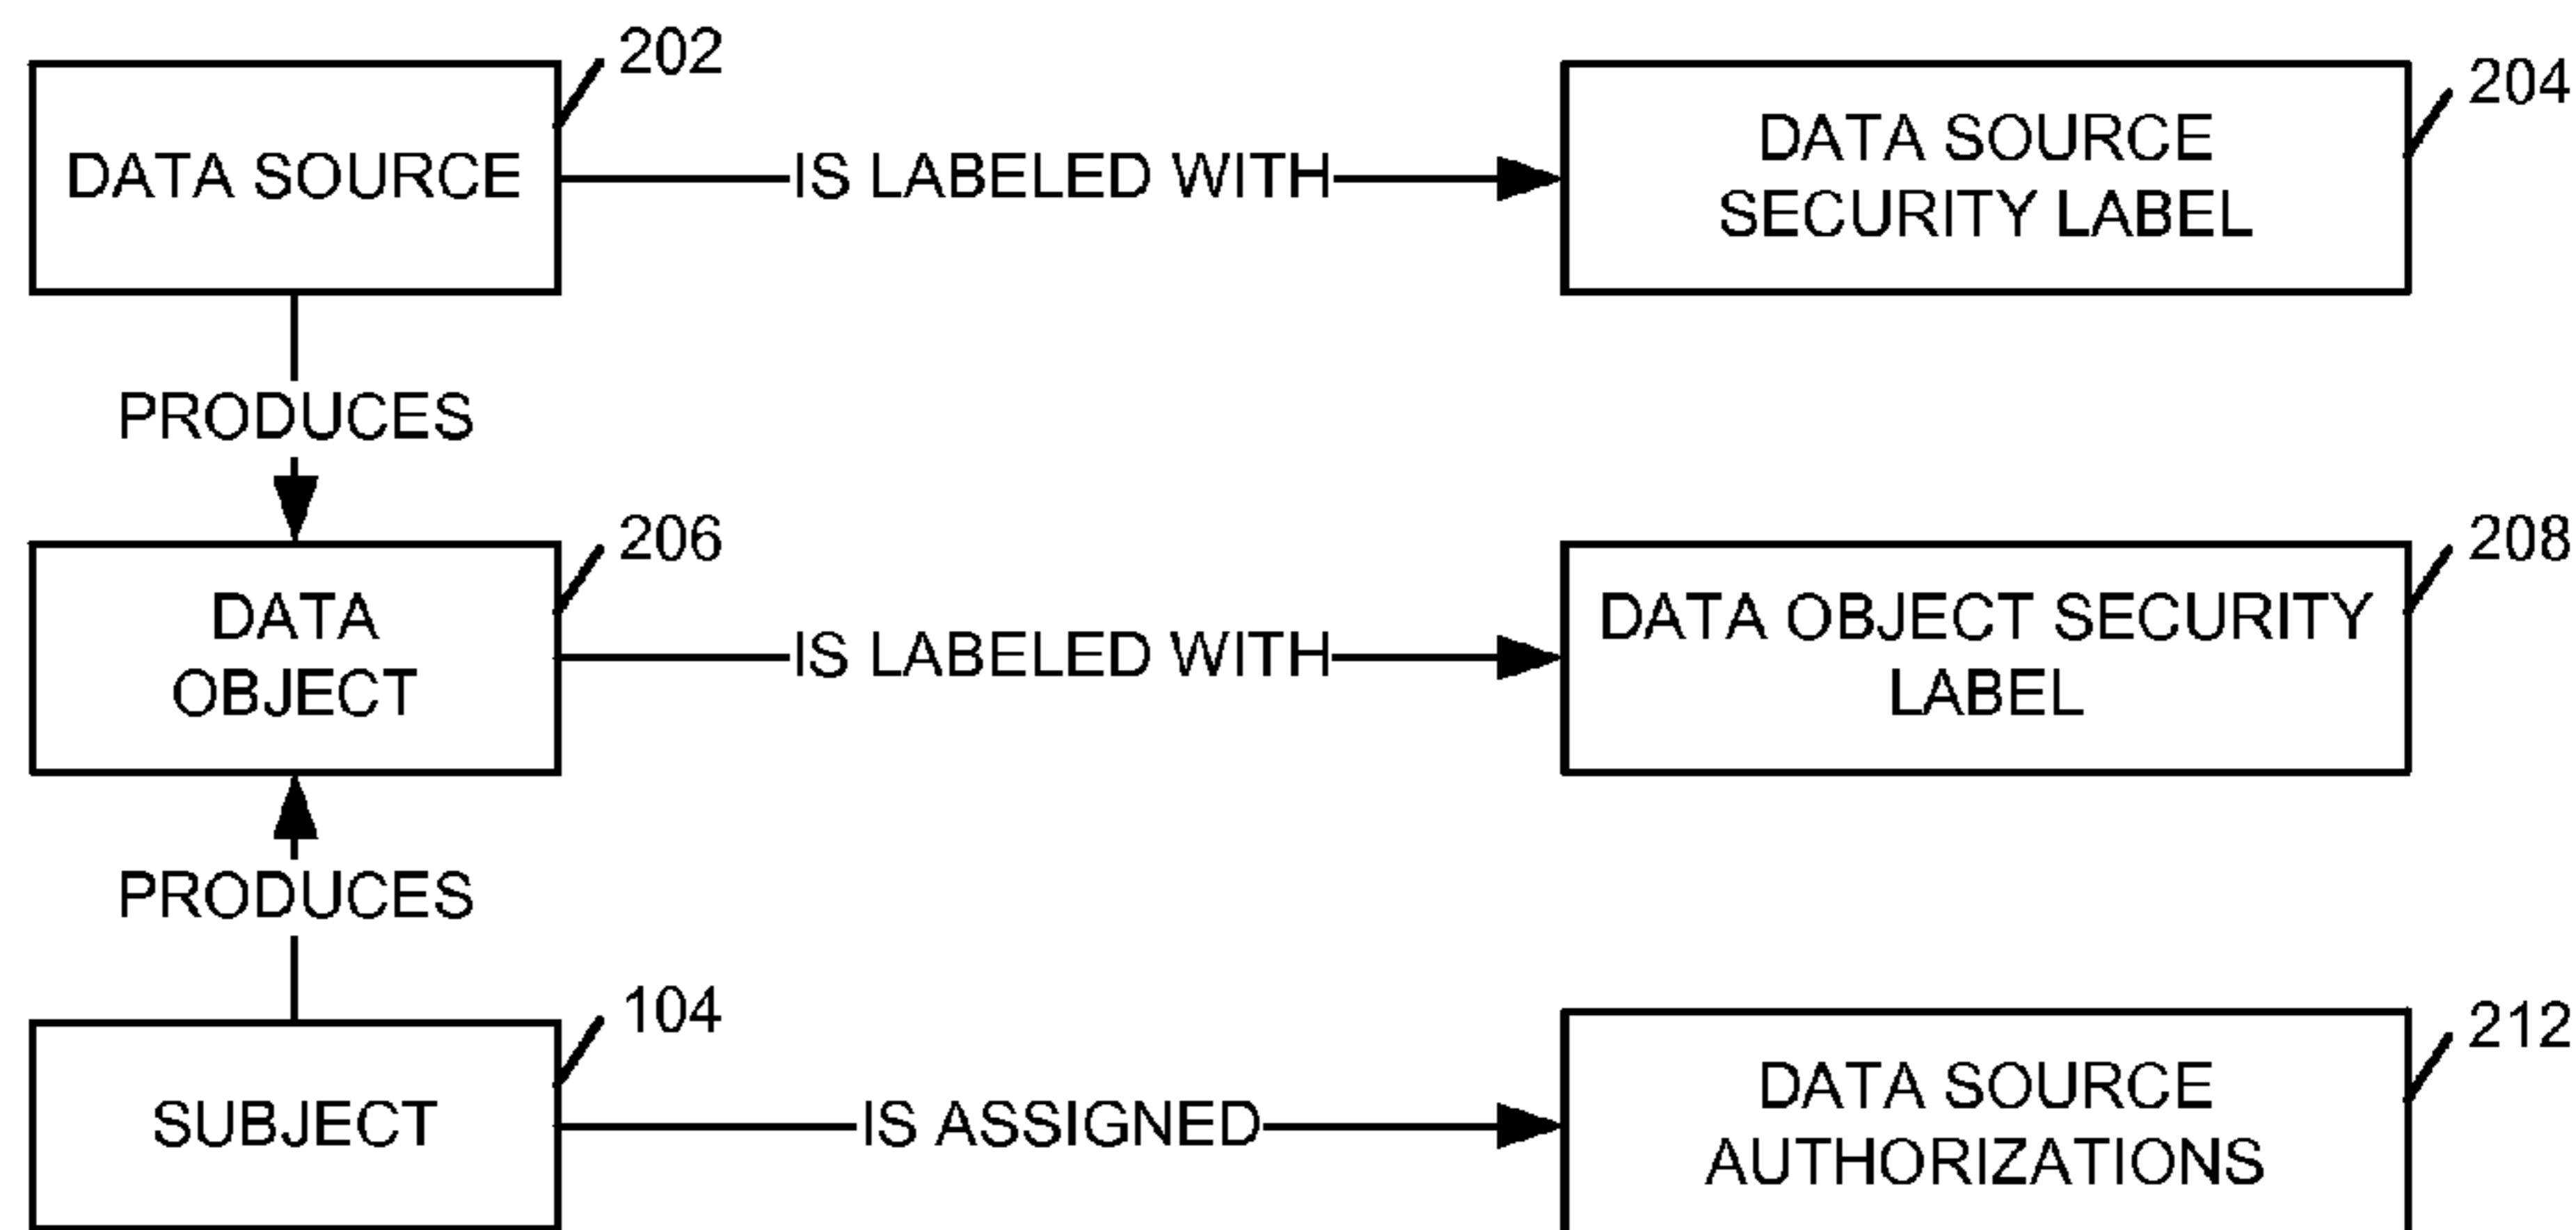 202
204
DATA SOURCE
IS LABELED WITH
DATA SOURCE
SECURITY LABEL
PRODUCES
206
208
DATA
OBJECT
IS LABELED WITH
DATA OBJECT SECURITY
LABEL
PRODUCES
104
212
SUBJECT
IS ASSIGNED
DATA SOURCE
AUTHORIZATIONS